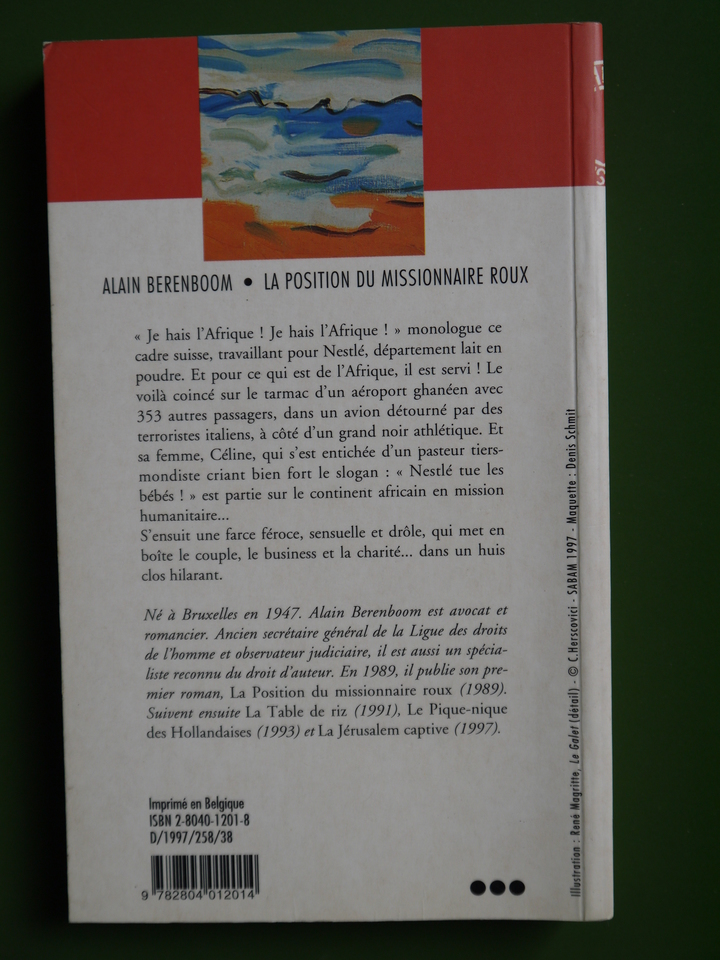 ALAIN BERENBOOM • LA POSITION DU MISSIONNAIRE ROUX
« Je hais l'Afrique ! Je hais l'Afrique ! » monologue ce
cadre suisse, travaillant pour Nestlé, département lait en
poudre. Et pour ce qui est de l'Afrique, il est servi ! Le
voilà coincé sur le tarmac d'un aéroport ghanéen avec
353 autres passagers, dans un avion détourné par des
terroristes italiens, à côté d'un grand noir athlétique. Et
sa femme, Céline, qui s'est entichée d'un pasteur tiers-
mondiste criant bien fort le slogan : « Nestlé tue les
bébés ! » est partie sur le continent africain en mission
humanitaire...
S'ensuit une farce féroce, sensuelle et drôle, qui met en
boîte le couple, le business et la charité... dans un huis
clos hilarant.
Né à Bruxelles en 1947. Alain Berenboom est avocat et
romancier. Ancien secrétaire général de la Ligue des droits
de l'homme et observateur judiciaire, il est aussi un spécia-
liste reconnu du droit d'auteur. En 1989, il publie son pre-
mier roman, La Position du missionnaire roux (1989).
Suivent ensuite La Table de riz (1991), Le Pique-nique
des Hollandaises (1993) et La Jérusalem captive (1997).
Imprimé en Belgique
ISBN 2-8040-1201-8
D/1997/258/38
9 782804 012014
Illustration : René Magritte, Le Galet (détail) - © C.Herscovici - SABAM 1997 - Maquette : Denis Schmit